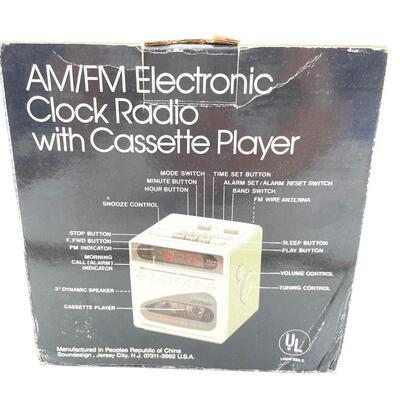 AM/FM Electronic
Clock Radio
with Cassette Player
MODE SWITCH
TIME SET BUTTON
MINUTE BUTTON
ALARM SET/ALARM RESET SWITCH
HOUR BUTTON
BAND SWITCH
SNOOZE CONTROL
FM WIRE ANTENNA
STOP BUTTON
F.FWD BUTTON
PM INDICATOR
SLEEP BUTTON
PLAY BUTTON
MORNING
CALL (ALARM)
INDICATOR
VOLUME CONTROL
3" DYNAMIC SPEAKER
TUNING CONTROL
CASSETTE PLAYER
Manufactured in Peoples Republic of China
Soundesign, Jersey City, N.J. 07311-3962 U.S.A.
UL